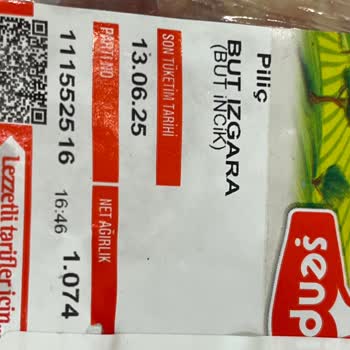 Piliç
BUT IZGARA
(BUT İNCİK)
SON TÜKETİM TARİHİ
13.06.25
PARTİ NO
NET AĞIRLIK
111552516
16:46
1.074
Lezzetli tarifler için
şenp